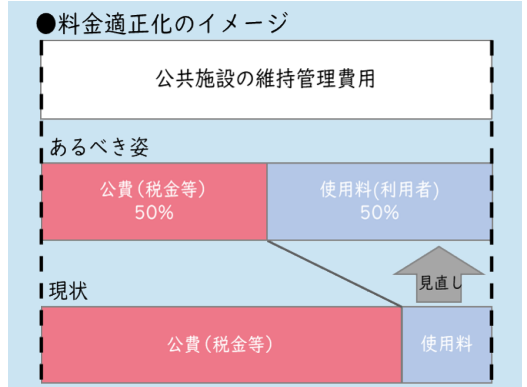 ●料金適正化のイメージ
公共施設の維持管理費用
あるべき姿
公費(税金等)
50%
使用料(利用者)
50%
見直し
現状
公費(税金等)
使用料